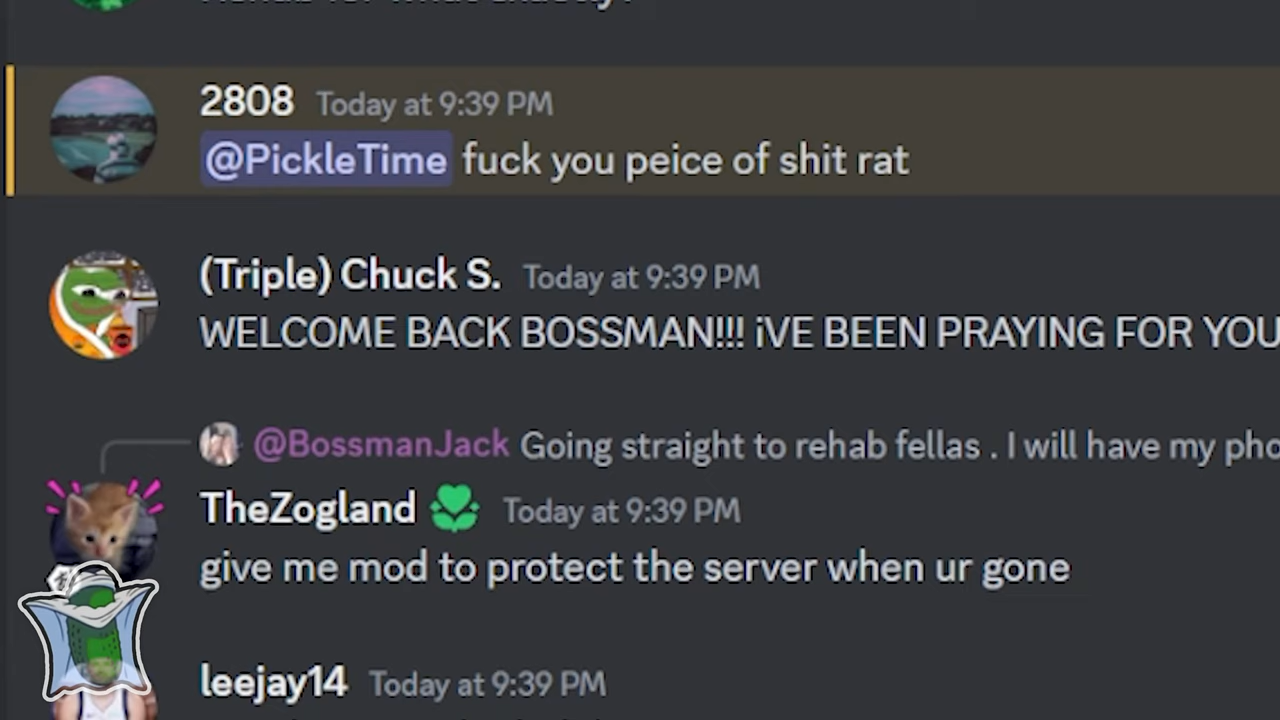 2808 Today at 9:39 PM
@PickleTime fuck you peice of shit rat
(Triple) Chuck S. Today at 9:39 PM
WELCOME BACK BOSSMAN!!! iVE BEEN PRAYING FOR YOU
@BossmanJack Going straight to rehab fellas . I will have my pho
TheZogland Today at 9:39 PM
give me mod to protect the server when ur gone
leejay14 Today at 9:39 PM